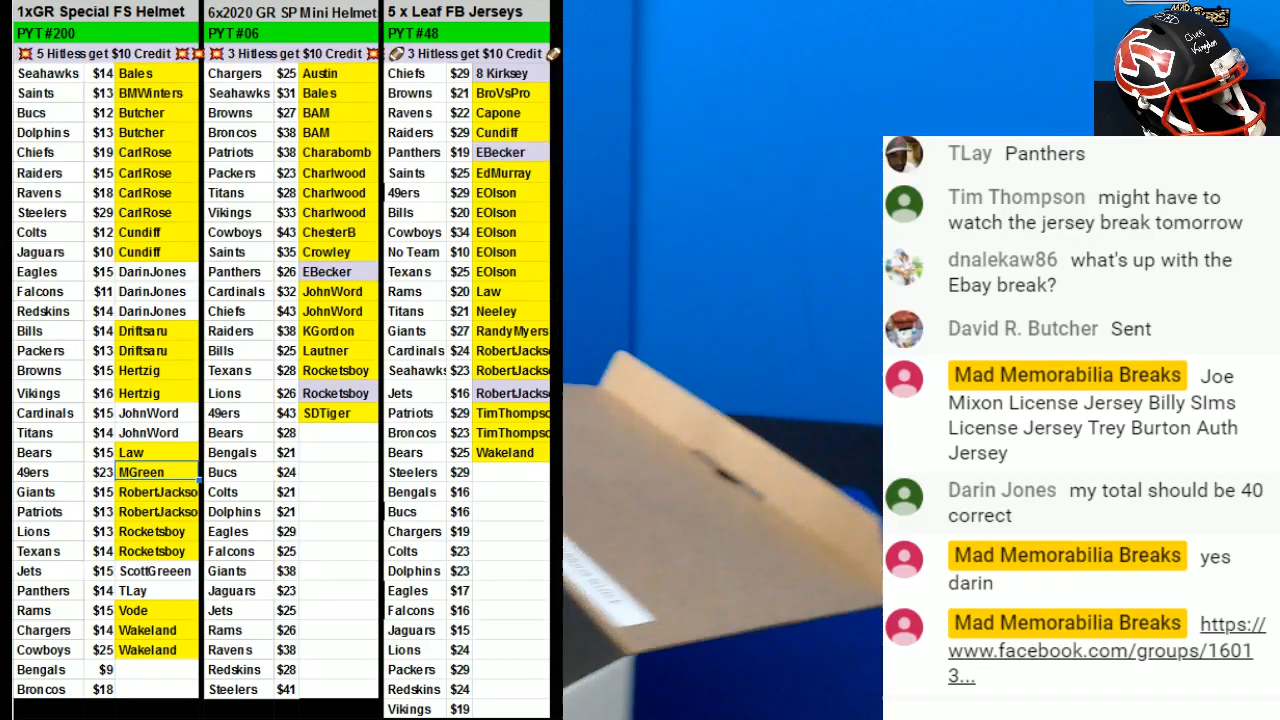 1xGR Special FS Helmet
PYT #200
5 Hitless get $10 Credit
Seahawks $14 Bales
Saints $13 BMWinters
Bucs $12 Butcher
Dolphins $13 Butcher
Chiefs $19 CarlRose
Raiders $15 CarlRose
Ravens $18 CarlRose
Steelers $29 CarlRose
Colts $12 Cundiff
Jaguars $10 Cundiff
Eagles $15 DarinJones
Falcons $11 DarinJones
Redskins $13 DarinJones
Bills $14 Driftsaru
Packers $13 Driftsaru
Browns $15 Hertzig
Vikings $16 Hertzig
Cardinals $15 JohnWord
Titans $14 JohnWord
Bears $15 Law
49ers $23 MGreen
Giants $15 RobertJackso
Patriots $13 RobertJackso
Lions $13 Rocketsboy
Texans $14 Rocketsboy
Jets $15 ScottGreeen
Panthers $14 TLay
Rams $15 Vode
Chargers $14 Wakeland
Cowboys $25 Wakeland
Bengals $9
Broncos $18
6x2020 GR SP Mini Helmet
PYT #06
3 Hitless get $10 Credit
Chargers $25 Austin
Seahawks $31 Bales
Browns $27 BAM
Broncos $38 BAM
Patriots $38 Charabomb
Packers $23 Charlwood
Titans $28 Charlwood
Vikings $33 Charlwood
Cowboys $43 ChesterB
Saints $35 Crowley
Panthers $26 EBecker
Cardinals $32 JohnWord
Chiefs $43 JohnWord
Raiders $38 KGordon
Bills $25 Lautner
Texans $28 Rocketsboy
Lions $26 Rocketsboy
49ers $43 SDTiger
Bears $28
Bengals $21
Bucs $24
Colts $21
Dolphins $21
Eagles $29
Falcons $25
Giants $38
Jaguars $23
Jets $25
Rams $26
Ravens $38
Redskins $28
Steelers $41
5 x Leaf FB Jerseys
PYT #48
3 Hitless get $10 Credit
Chiefs $29 8 Kirksey
Browns $21 BroVsPro
Ravens $22 Capone
Raiders $29 Cundiff
Panthers $19 EBecker
Saints $25 EdMurray
49ers $29 EOlson
Bills $20 EOlson
Cowboys $34 EOlson
No Team $10 EOlson
Texans $25 EOlson
Rams $20 Law
Titans $21 Neeley
Giants $27 RandyMyers
Cardinals $24 RobertJacks
Seahawks $23 RobertJacks
Jets $16 RobertJacks
Patriots $29 TimThompso
Broncos $23 TimThompso
Bears $25 Wakeland
Steelers $29
Bengals $16
Bucs $16
Chargers $19
Colts $23
Dolphins $23
Eagles $17
Falcons $16
Jaguars $15
Lions $24
Packers $29
Redskins $24
Vikings $19
Chiefs
Kingdom
TLay Panthers
Tim Thompson might have to
watch the jersey break tomorrow
dnalekaw86 what's up with the
Ebay break?
David R. Butcher Sent
Mad Memorabilia Breaks Joe
Mixon License Jersey Billy SIms
License Jersey Trey Burton Auth
Jersey
Darin Jones my total should be 40
correct
Mad Memorabilia Breaks yes
darin
Mad Memorabilia Breaks https://
www.facebook.com/groups/1601
3...